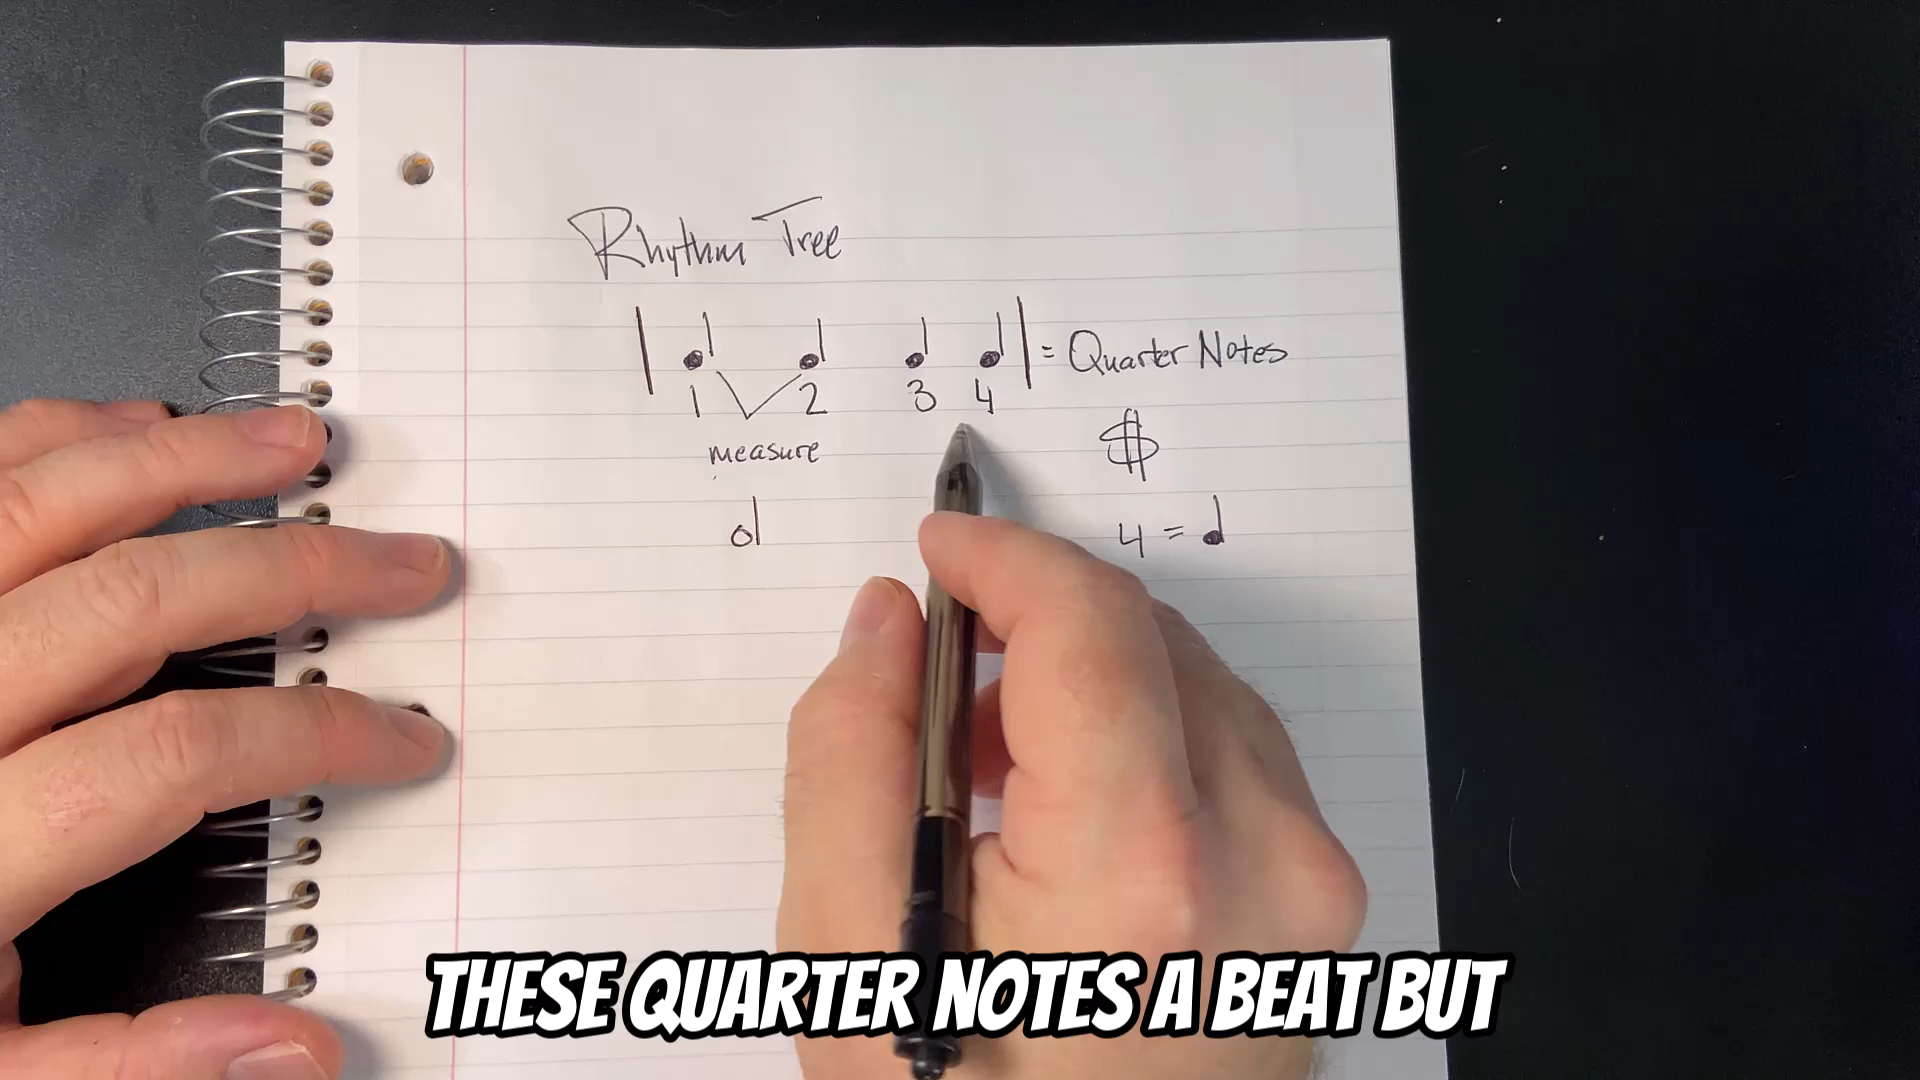 Rhythm Tree
= Quarter Notes
1 2 3 4
$
measure
4 =
THESE QUARTER NOTES A BEAT BUT